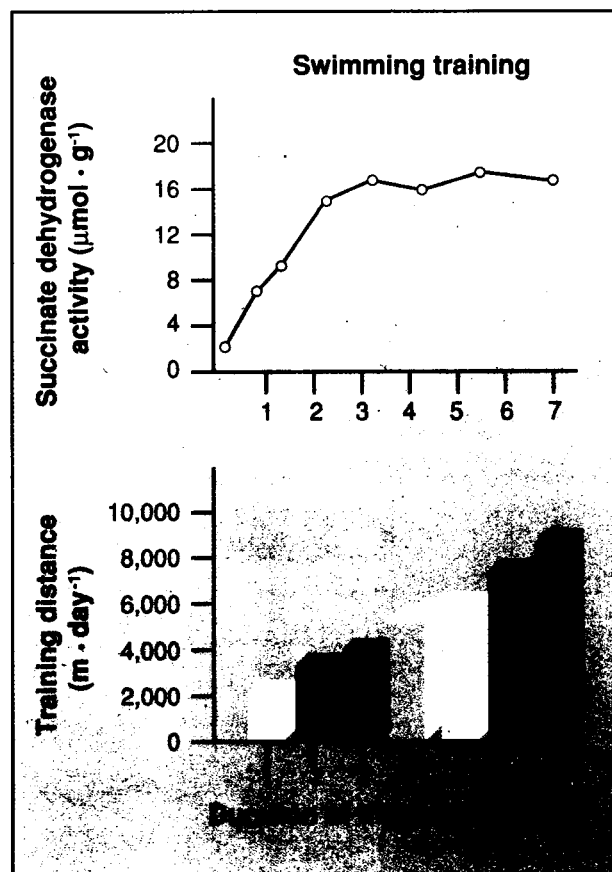 Swimming training
Succinate dehydrogenase
activity (µmol · g⁻¹)
20
16
12
8
4
0
1 2 3 4 5 6 7
Training distance
(m · day⁻¹)
10,000
8,000
6,000
4,000
2,000
0